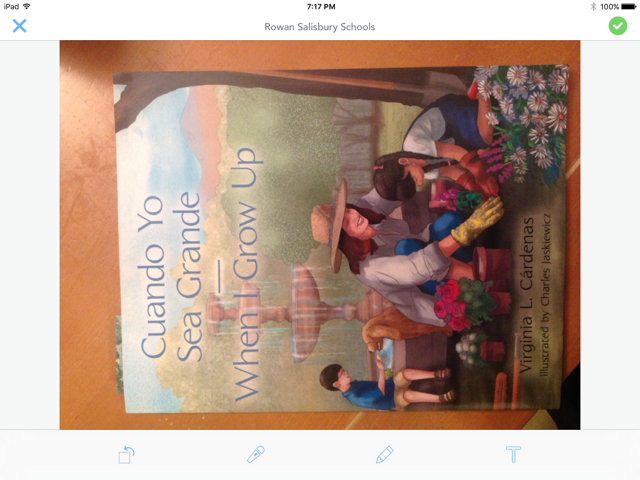 iPad
7:17 PM
100%
Rowan Salisbury Schools
Cuando Yo
Sea Grande
When I Grow Up
Virginia L. Cárdenas
Illustrated by Charles Jaskiewicz
T